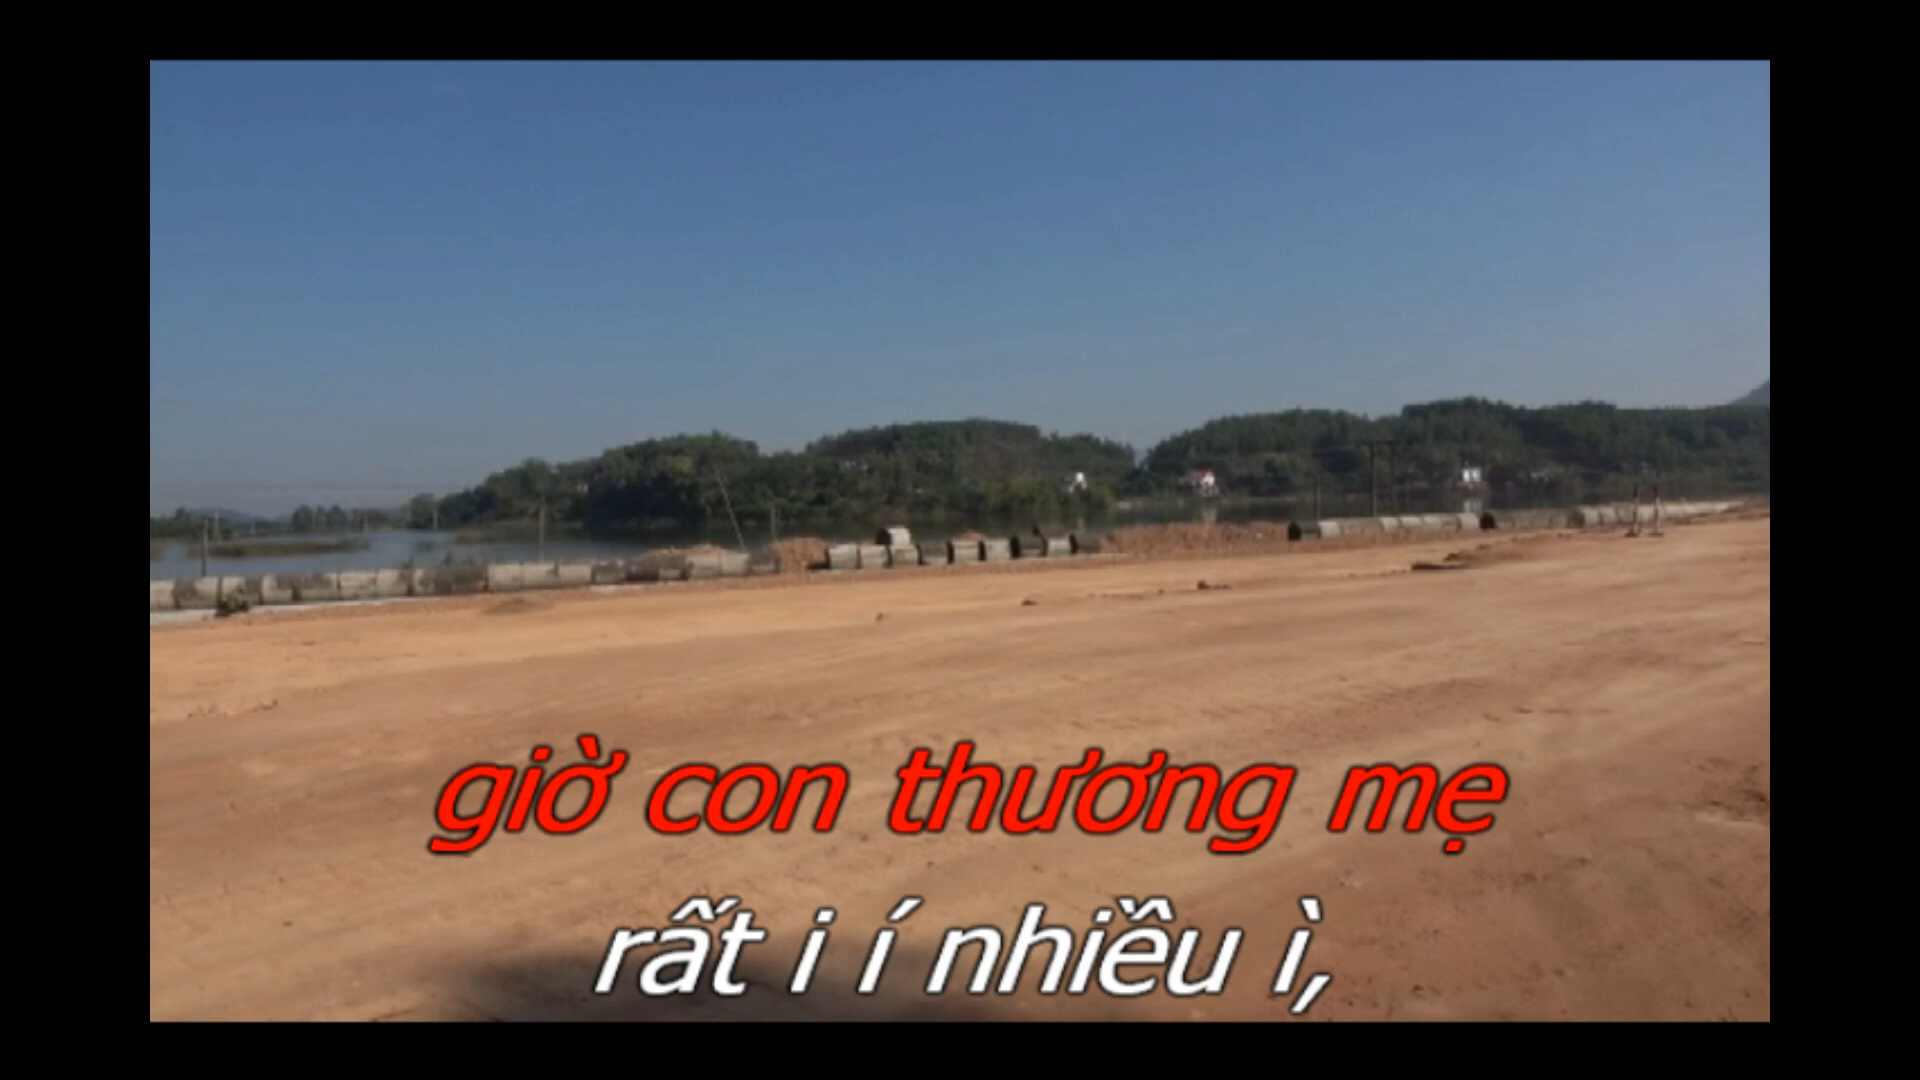 giờ con thương mẹ
rất i í nhiều ì,